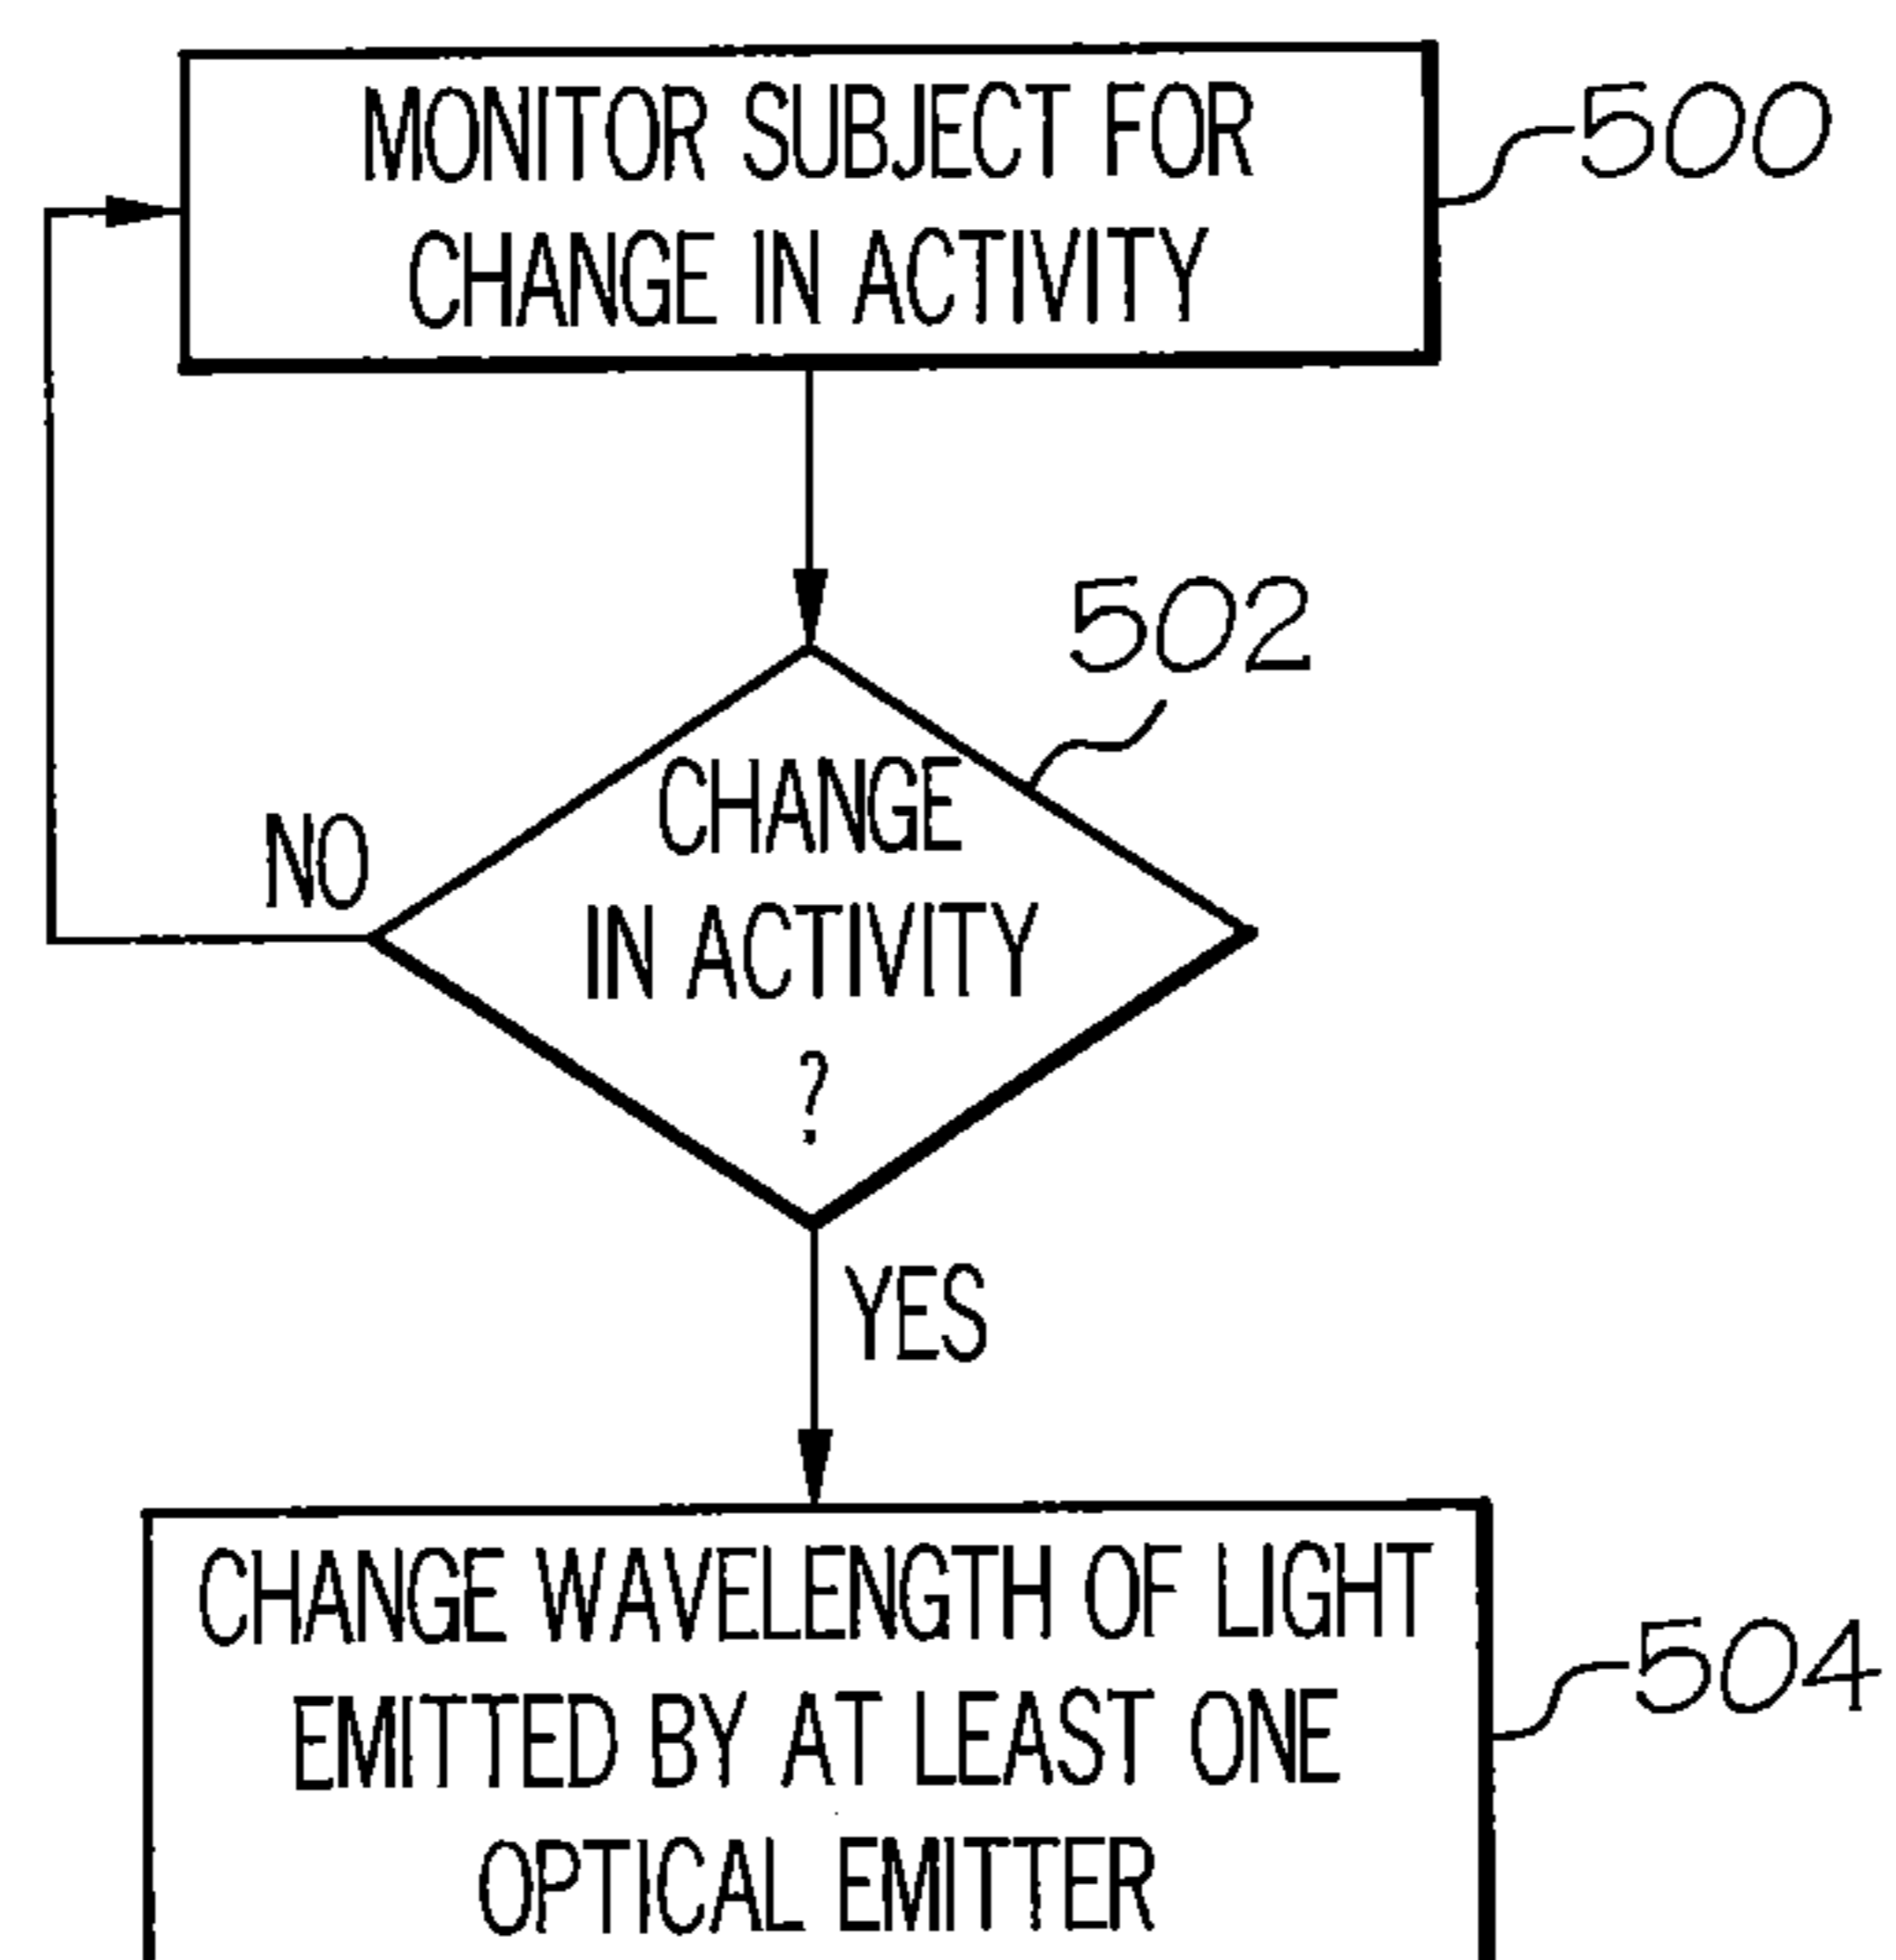 MONITOR SUBJECT FOR
CHANGE IN ACTIVITY
500
502
CHANGE
IN ACTIVITY
?
NO
YES
CHANGE WAVELENGTH OF LIGHT
EMITTED BY AT LEAST ONE
OPTICAL EMITTER
504